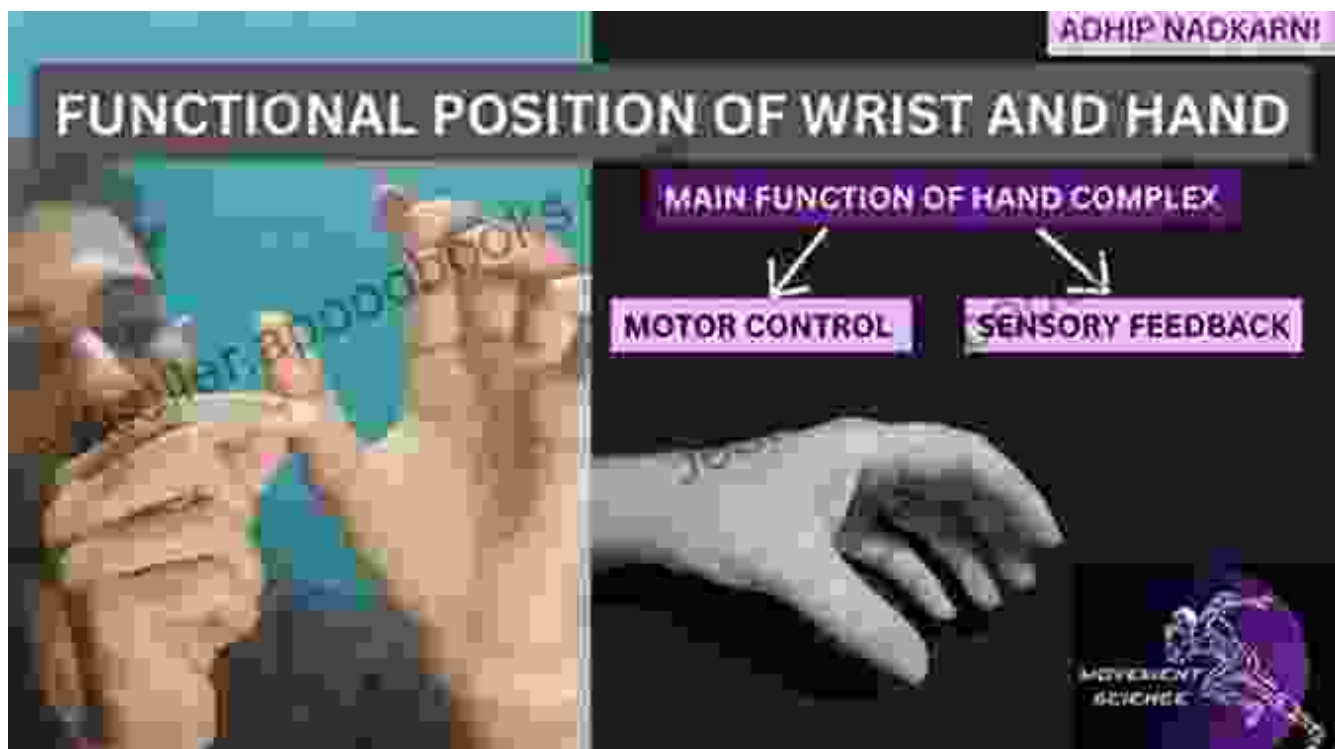 ADHIP NADKARNI
FUNCTIONAL POSITION OF WRIST AND HAND
MAIN FUNCTION OF HAND COMPLEX
MOTOR CONTROL
SENSORY FEEDBACK
MOVEMENT
SCIENCE